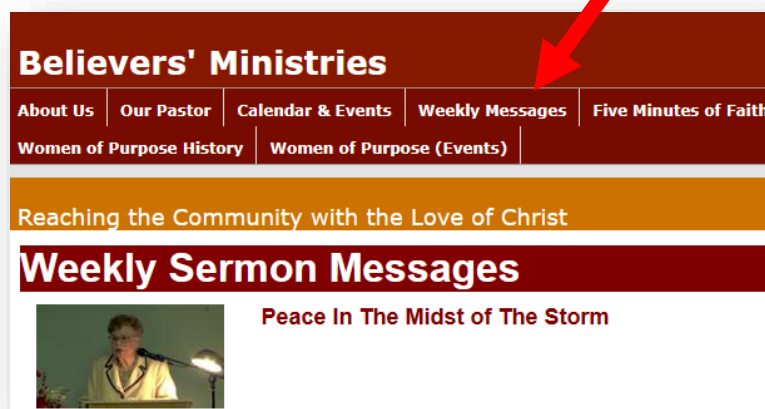 Believers' Ministries
About Us Our Pastor Calendar & Events Weekly Messages Five Minutes of Faith
Women of Purpose History Women of Purpose (Events)
Reaching the Community with the Love of Christ
Weekly Sermon Messages
Peace In The Midst of The Storm